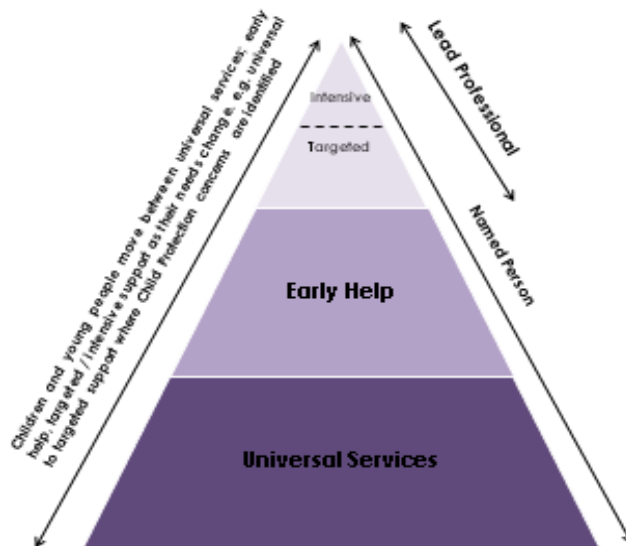 Children and young people move between universal services; early
help, targeted/intensive support as their needs change. e.g. universal
to targeted support where Child Protection concerns are identified
Lead Professional
Named Person
Intensive
Targeted
Early Help
Universal Services